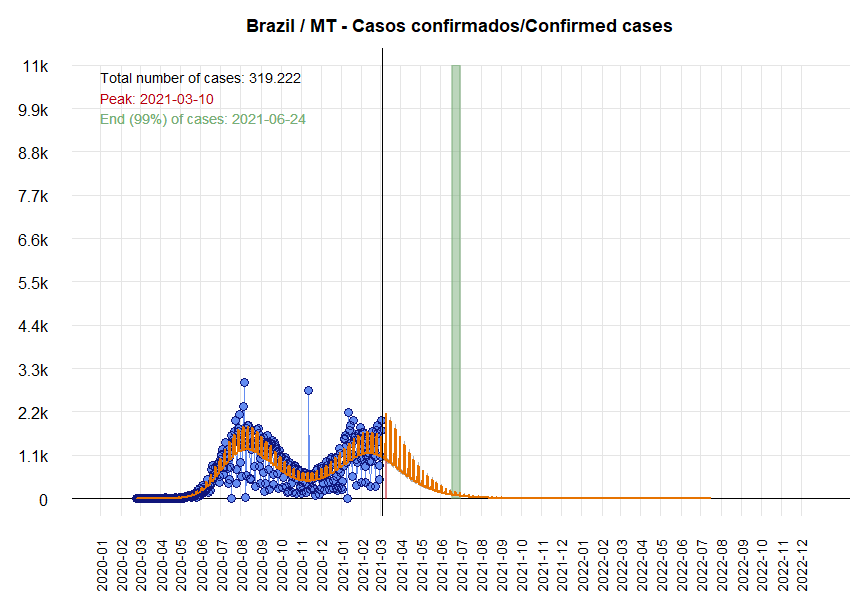 Brazil / MT - Casos confirmados/Confirmed cases
Total number of cases: 319.222
Peak: 2021-03-10
End (99%) of cases: 2021-06-24
11k
9.9k
8.8k
7.7k
6.6k
5.5k
4.4k
3.3k
2.2k
1.1k
0
2020-01
2020-02
2020-03
2020-04
2020-05
2020-06
2020-07
2020-08
2020-09
2020-10
2020-11
2020-12
2021-01
2021-02
2021-03
2021-04
2021-05
2021-06
2021-07
2021-08
2021-09
2021-10
2021-11
2021-12
2022-01
2022-02
2022-03
2022-04
2022-05
2022-06
2022-07
2022-08
2022-09
2022-10
2022-11
2022-12